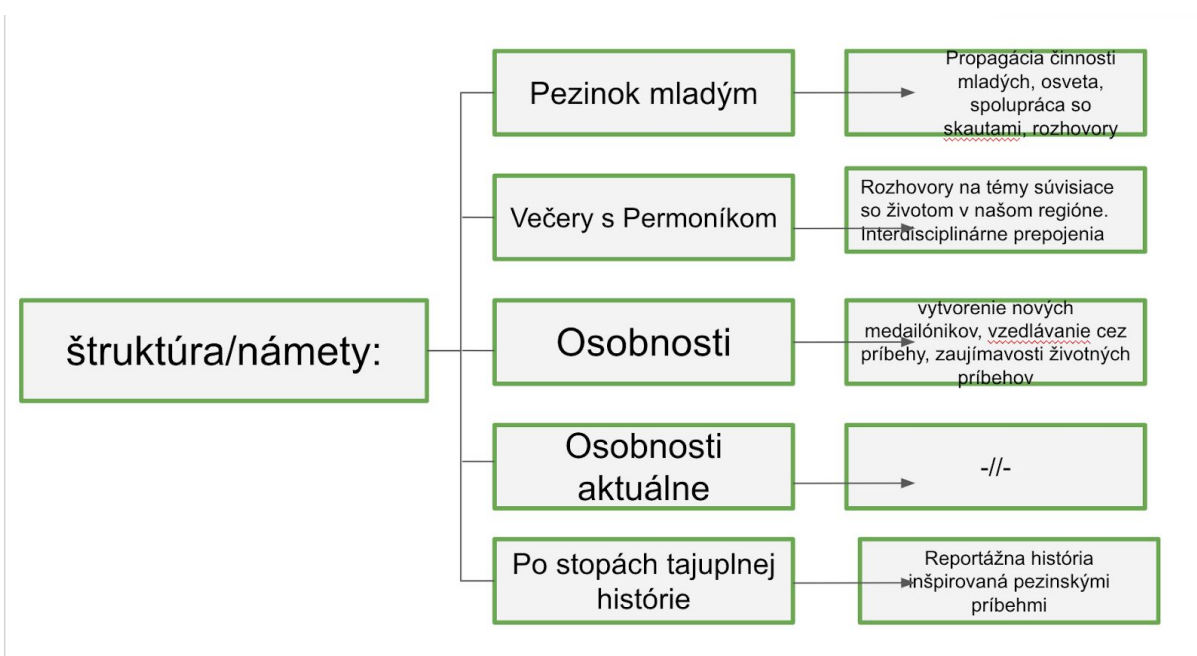 štruktúra/námety:
Pezinok mladým
Propagácia činnosti
mladých, osveta,
spolupráca so
skautami, rozhovory
Večery s Permoníkom
Rozhovory na témy súvisiace
so životom v našom regióne.
Interdisciplinárne prepojenia
Osobnosti
vytvorenie nových
medailónikov, vzedlávanie cez
príbehy, zaujímavosti životných
príbehov
Osobnosti
aktuálne
-//-
Po stopách tajuplnej
histórie
Reportážna história
inšpirovaná pezinskými
príbehmi